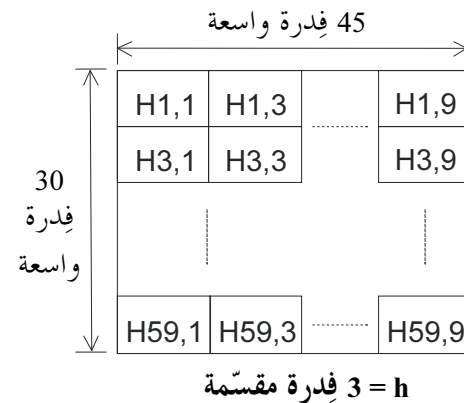 45 فِدرة واسعة
H1,1 H1,3 H1,9
H3,1 H3,3 H3,9
30
فِدرة
واسعة
H59,1 H59,3 H59,9
3 = h فِدرة مقسّمة